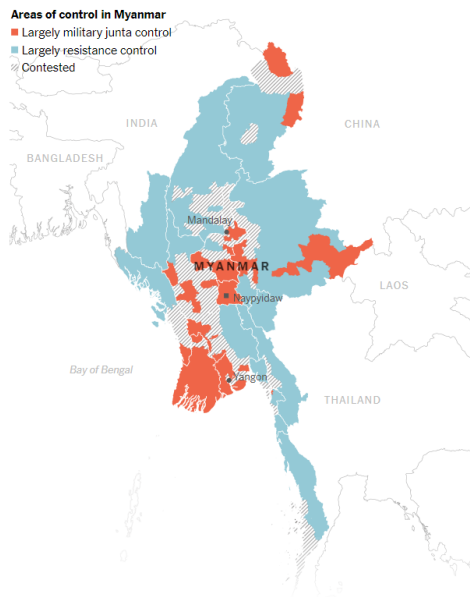 Areas of control in Myanmar
Largely military junta control
Largely resistance control
Contested
INDIA
CHINA
BANGLADESH
Mandalay
MYANMAR
LAOS
Naypyidaw
Bay of Bengal
Yangon
THAILAND